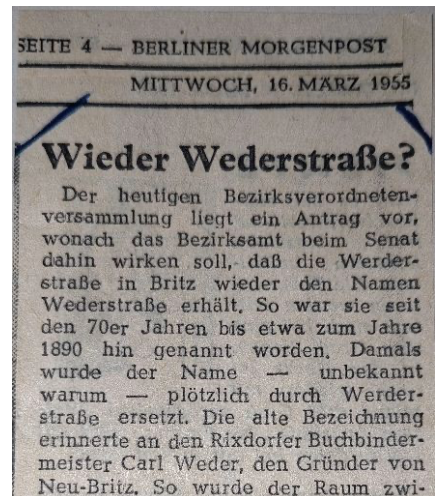 SEITE 4 — BERLINER MORGENPOST
MITTWOCH, 16. MÄRZ 1955
Wieder Wederstraße?
Der heutigen Bezirksverordneten-
versammlung liegt ein Antrag vor,
wonach das Bezirksamt beim Senat
dahin wirken soll, daß die Werder-
straße in Britz wieder den Namen
Wederstraße erhält. So war sie seit
den 70er Jahren bis etwa zum Jahre
1890 hin genannt worden. Damals
wurde der Name — unbekannt
warum — plötzlich durch Werder-
straße ersetzt. Die alte Bezeichnung
erinnerte an den Rixdorfer Buchbinder-
meister Carl Weder, den Gründer von
Neu-Britz. So wurde der Raum zwi-